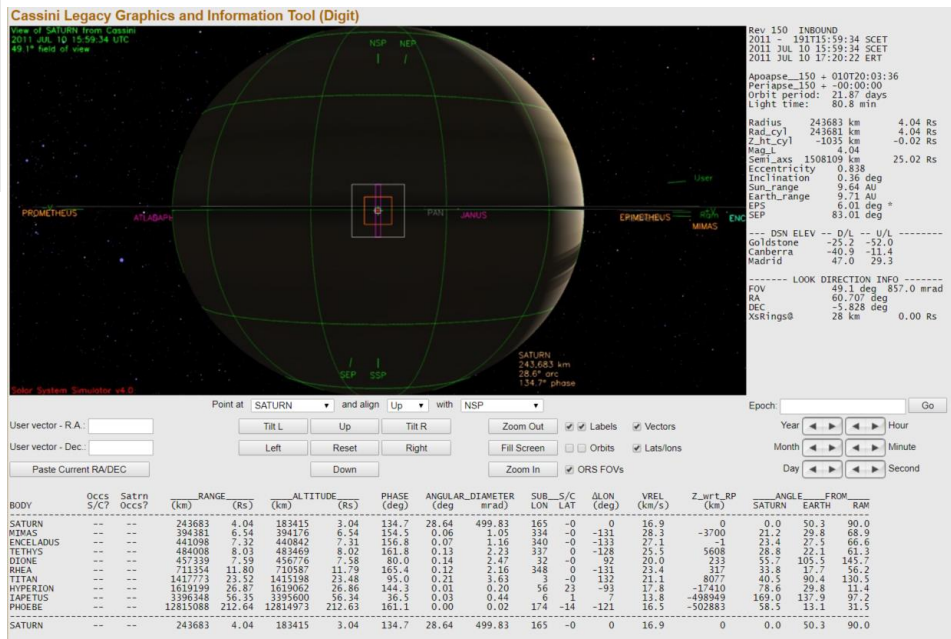 Cassini Legacy Graphics and Information Tool (Digit)
View of SATURN from Cassini
2011 JUL 10 15:59:34 UTC
49.1° field of view
NSP NEP
User
PROMETHEUS
PAN
JANUS
EPIMETHEUS
MIMAS
ENC
SEP SSP
SATURN
243,683 km
28.6° arc
134.7° phase
Solar System Simulator v4.0
Rev 150 INBOUND
2011 - 191T15:59:34 SCET
2011 JUL 10 15:59:34 SCET
2011 JUL 10 17:20:22 ERT
Apoapse__150 + 010T20:03:36
Periapse_150 + -00:00:00
Orbit period: 21.87 days
Light time: 80.8 min
Radius 243683 km 4.04 Rs
Rad_cyl 243681 km 4.04 Rs
Z_ht_cyl -1035 km -0.02 Rs
Mag_L 4.04
Semi_axs 1508109 km 25.02 Rs
Eccentricity 0.838
Inclination 0.36 deg
Sun_range 9.64 AU
Earth_range 9.71 AU
EPS 6.01 deg *
SEP 83.01 deg
--- DSN ELEV -- D/L -- U/L --------
Goldstone -25.2 -52.0
Canberra -40.9 -11.4
Madrid 47.0 29.3
------- LOOK DIRECTION INFO -------
FOV 49.1 deg 857.0 mrad
RA 60.707 deg
DEC -5.828 deg
XsRings@ 28 km 0.00 Rs
Point at SATURN and align Up with NSP
Epoch: Go
User vector - R.A.: Tilt L Up Tilt R Zoom Out Labels Vectors Year Hour
User vector - Dec.: Left Reset Right Fill Screen Orbits Lats/lons Month Minute
Paste Current RA/DEC Down Zoom In ORS FOVs Day Second
Occs Satrn ____RANGE____ ____ALTITUDE____ PHASE ANGULAR_DIAMETER SUB__S/C ΔLON VREL Z_wrt_RP ____ANGLE__FROM____
BODY S/C? Occs? (km) (Rs) (km) (Rs) (deg) (deg mrad) LON LAT (deg) (km/s) (km) SATURN EARTH RAM
SATURN -- -- 243683 4.04 183415 3.04 134.7 28.64 499.83 165 -0 0 16.9 0 0.0 50.3 90.0
MIMAS -- -- 394381 6.54 394176 6.54 154.5 0.06 1.05 334 -0 -131 28.3 -3700 21.2 29.8 68.9
ENCELADUS -- -- 441098 7.32 440842 7.31 156.8 0.07 1.16 340 -0 -133 27.1 -1 23.4 27.5 66.6
TETHYS -- -- 484008 8.03 483469 8.02 161.8 0.13 2.23 337 0 -128 25.5 5608 28.8 22.1 61.3
DIONE -- -- 457339 7.59 456776 7.58 80.0 0.14 2.47 32 -0 92 20.0 233 55.7 105.5 145.7
RHEA -- -- 711354 11.80 710587 11.79 165.4 0.12 2.16 348 0 -131 23.4 317 33.8 17.7 56.2
TITAN -- -- 1417773 23.52 1415198 23.48 95.0 0.21 3.63 3 -0 132 21.1 8077 40.5 90.4 130.5
HYPERION -- -- 1619199 26.87 1619062 26.86 144.3 0.01 0.20 56 23 -93 17.8 -17410 78.6 29.8 11.4
IAPETUS -- -- 3396348 56.35 3395600 56.34 36.5 0.03 0.44 6 1 7 13.8 -498949 169.0 137.9 97.2
PHOEBE -- -- 12815088 212.64 12814973 212.63 161.1 0.00 0.02 174 -14 -121 16.5 -502883 58.5 13.1 31.5
SATURN -- -- 243683 4.04 183415 3.04 134.7 28.64 499.83 165 -0 0 16.9 0 0.0 50.3 90.0